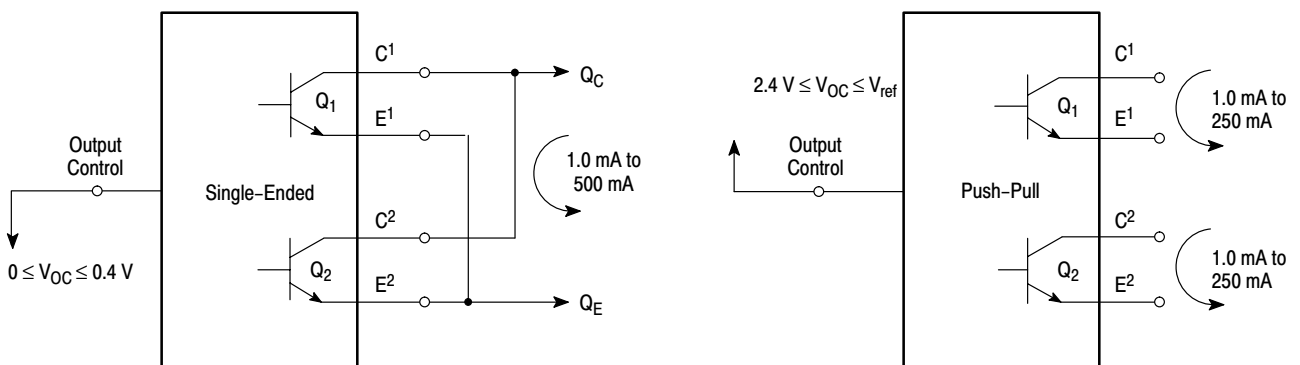 C1
Q1
E1
QC
Output
Control
Single–Ended
1.0 mA to
500 mA
C2
Q2
E2
QE
0 ≤ VOC ≤ 0.4 V
2.4 V ≤ VOC ≤ Vref
C1
Q1
E1
1.0 mA to
250 mA
Output
Control
Push–Pull
C2
Q2
E2
1.0 mA to
250 mA